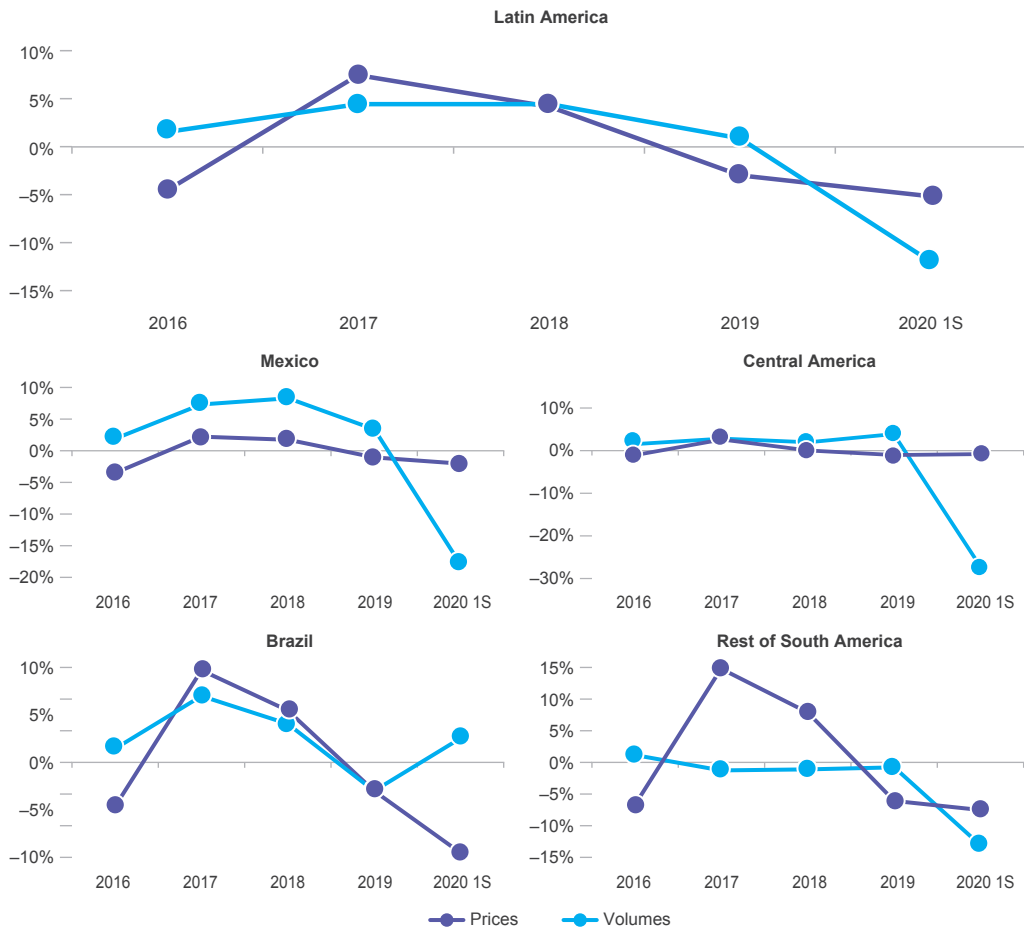 Latin America
10%
5%
0%
–5%
–10%
–15%
2016 2017 2018 2019 2020 1S
Mexico
10%
5%
0%
–5%
–10%
–15%
–20%
2016 2017 2018 2019 2020 1S
Central America
10%
0%
–10%
–20%
–30%
2016 2017 2018 2019 2020 1S
Brazil
10%
5%
0%
–5%
–10%
2016 2017 2018 2019 2020 1S
Rest of South America
15%
10%
5%
0%
–5%
–10%
–15%
2016 2017 2018 2019 2020 1S
Prices Volumes